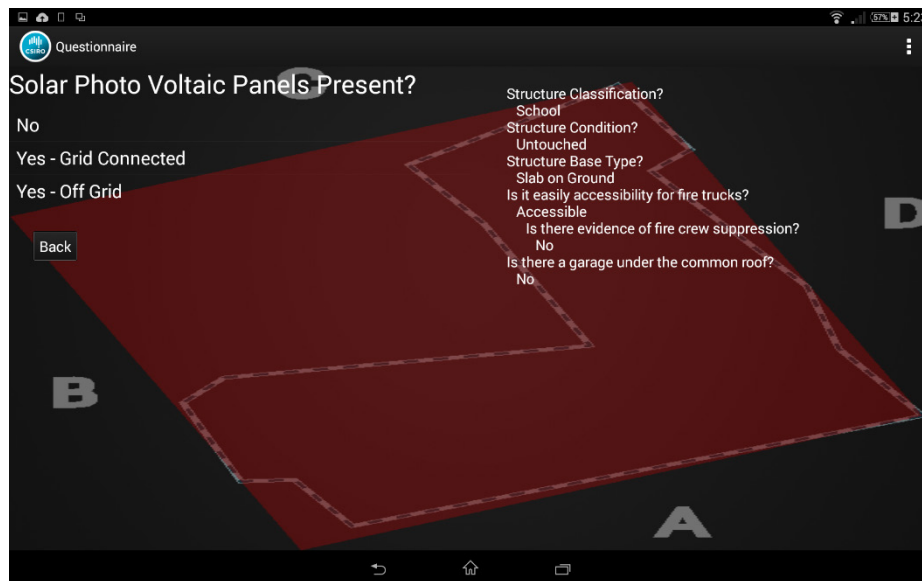 57% 5:23
CSIRO
Questionnaire
Solar Photo Voltaic Panels Present?
No
Yes - Grid Connected
Yes - Off Grid
Back
Structure Classification?
School
Structure Condition?
Untouched
Structure Base Type?
Slab on Ground
Is it easily accessibility for fire trucks?
Accessible
Is there evidence of fire crew suppression?
No
Is there a garage under the common roof?
No
C
D
B
A